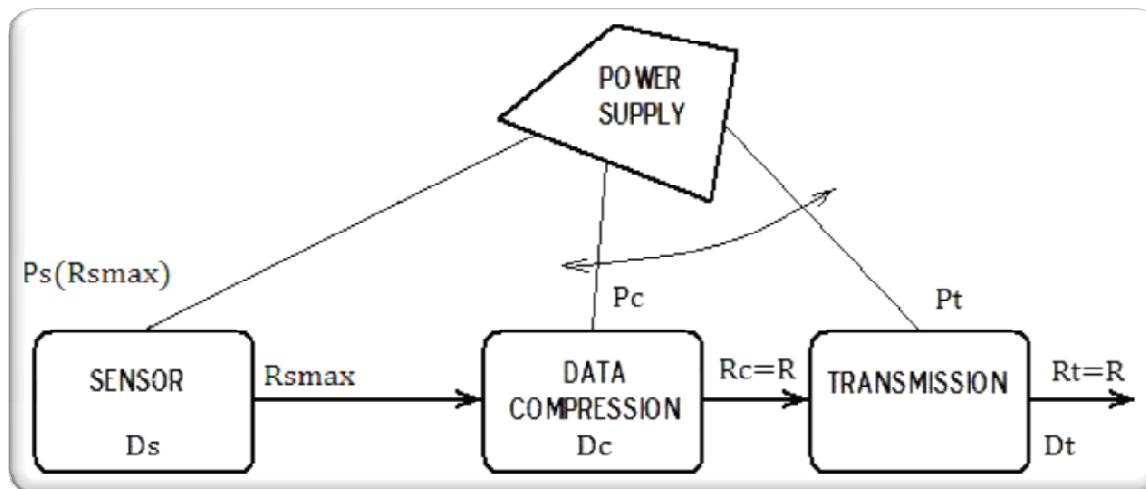 POWER
SUPPLY
Ps(Rsmax)
Pc
Pt
SENSOR
Ds
Rsmax
DATA
COMPRESSION
Dc
Rc=R
TRANSMISSION
Rt=R
Dt